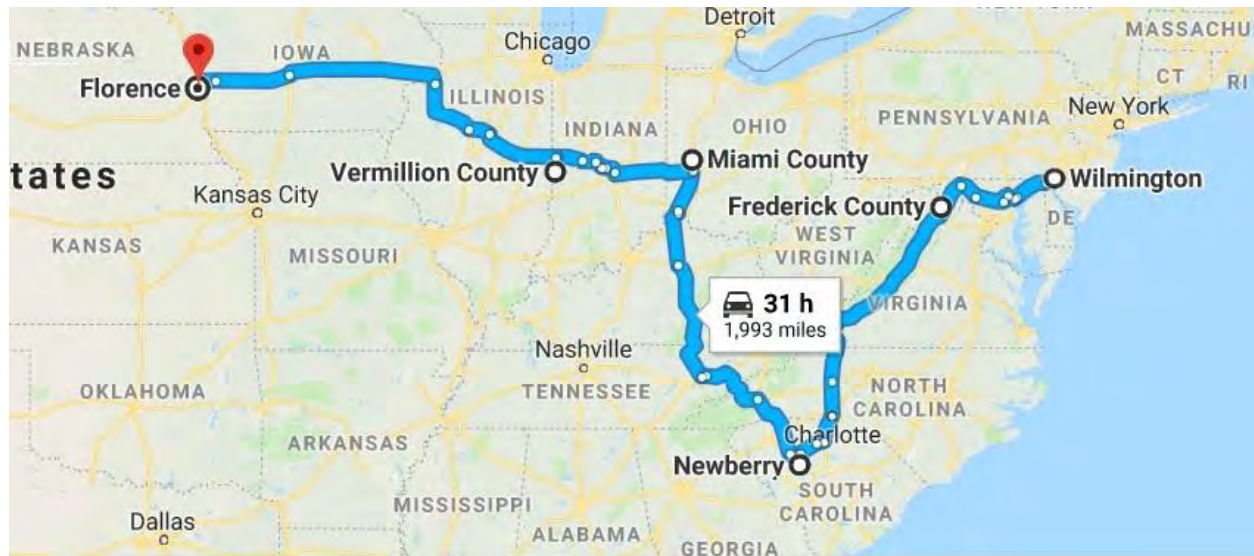 NEW YORK
Detroit
MASSACHU
NEBRASKA
IOWA
Chicago
CT
RI
Florence
ILLINOIS
New York
PENNSYLVANIA
INDIANA
OHIO
Miami County
tates
Vermillion County
Wilmington
Kansas City
Frederick County
DE
WEST
VIRGINIA
KANSAS
MISSOURI
31 h
VIRGINIA
1,993 miles
Nashville
OKLAHOMA
TENNESSEE
NORTH
CAROLINA
ARKANSAS
Charlotte
Newberry
SOUTH
CAROLINA
MISSISSIPPI
Dallas
ALABAMA
GEORGIA